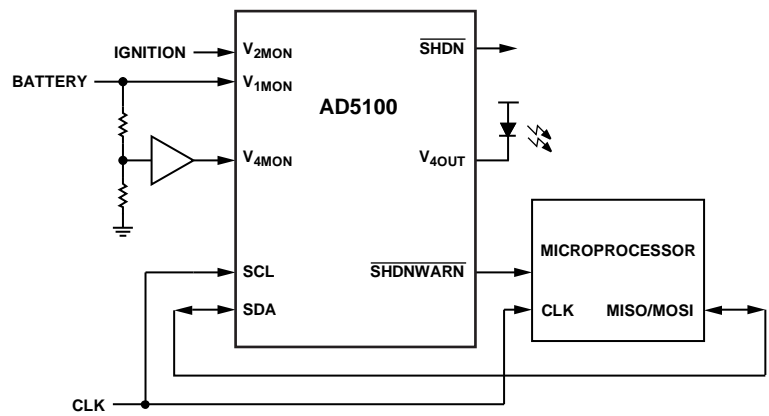 IGNITION
V2MON
SHDN
BATTERY
V1MON
AD5100
V4MON
V4OUT
MICROPROCESSOR
SCL
SHDNWARN
SDA
CLK
MISO/MOSI
CLK